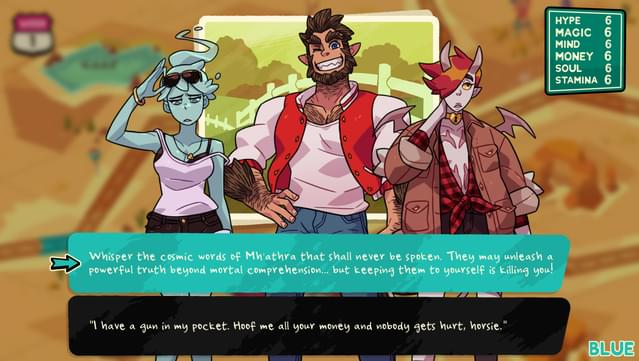 HYPE 6
MAGIC 6
MIND 6
MONEY 6
SOUL 6
STAMINA 6
Whisper the cosmic words of Mh'athra that shall never be spoken. They may unleash a
powerful truth beyond mortal comprehension... but keeping them to yourself is killing you!
"I have a gun in my pocket. Hoof me all your money and nobody gets hurt, horsie."
BLUE